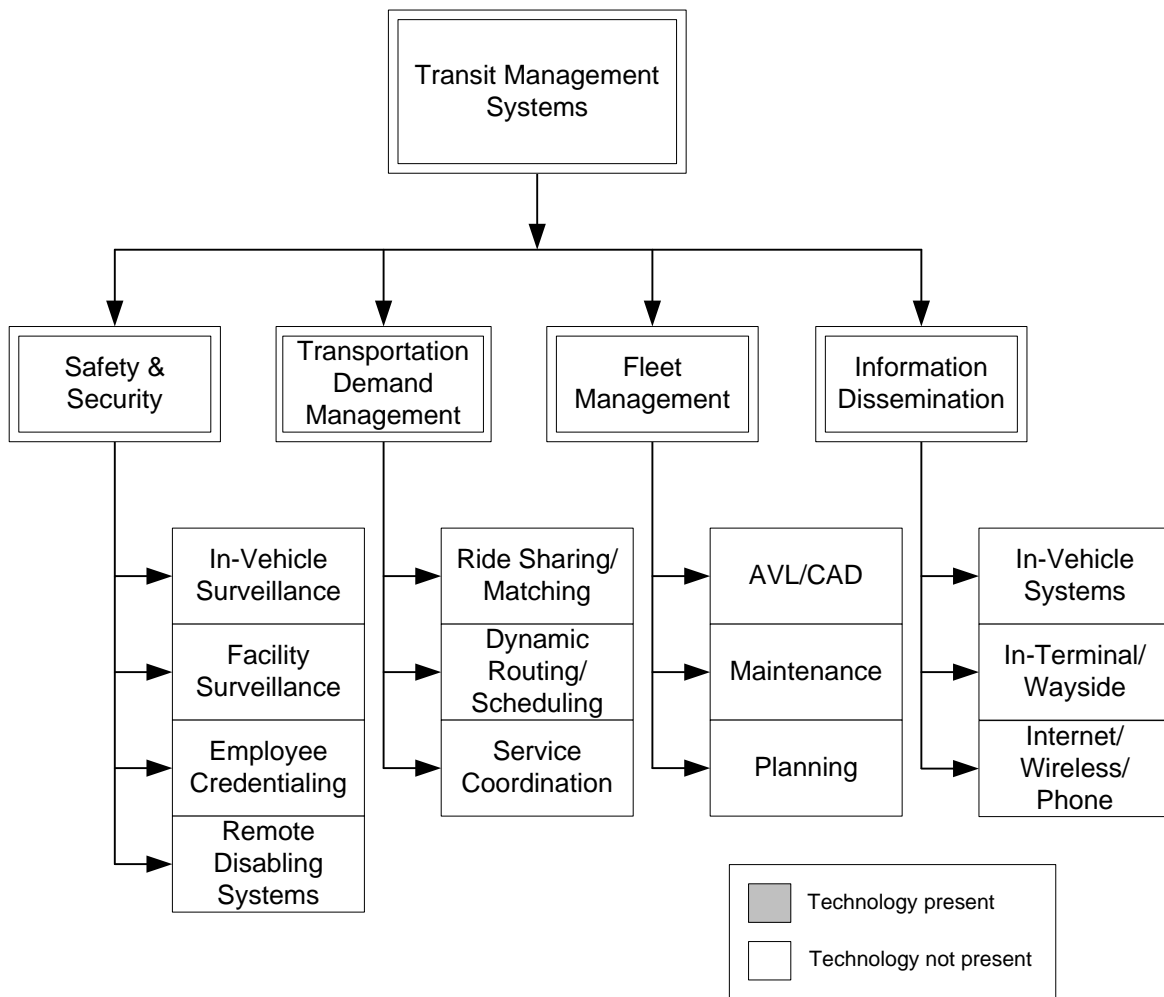 Transit Management
Systems
Safety &
Security
Transportation
Demand
Management
Fleet
Management
Information
Dissemination
In-Vehicle
Surveillance
Facility
Surveillance
Employee
Credentialing
Remote
Disabling
Systems
Ride Sharing/
Matching
Dynamic
Routing/
Scheduling
Service
Coordination
AVL/CAD
Maintenance
Planning
In-Vehicle
Systems
In-Terminal/
Wayside
Internet/
Wireless/
Phone
Technology present
Technology not present